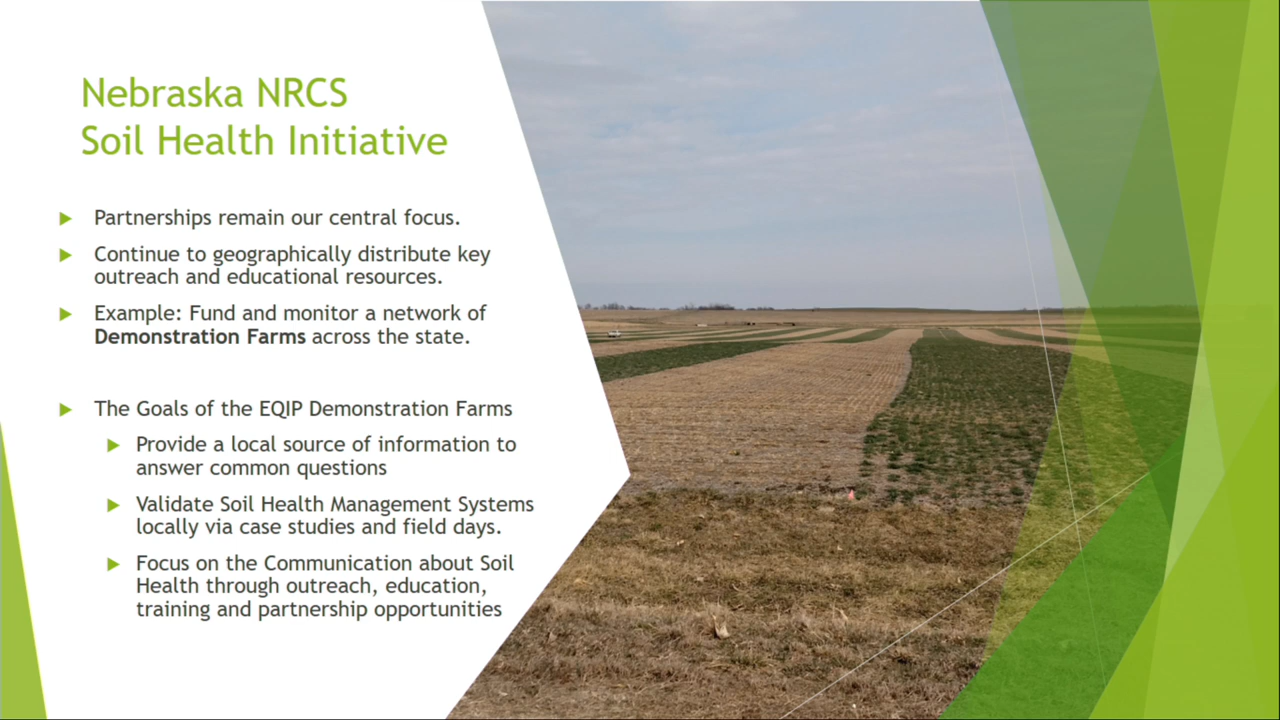 Nebraska NRCS
Soil Health Initiative
Partnerships remain our central focus.
Continue to geographically distribute key
outreach and educational resources.
Example: Fund and monitor a network of
Demonstration Farms across the state.
The Goals of the EQIP Demonstration Farms
Provide a local source of information to
answer common questions
Validate Soil Health Management Systems
locally via case studies and field days.
Focus on the Communication about Soil
Health through outreach, education,
training and partnership opportunities